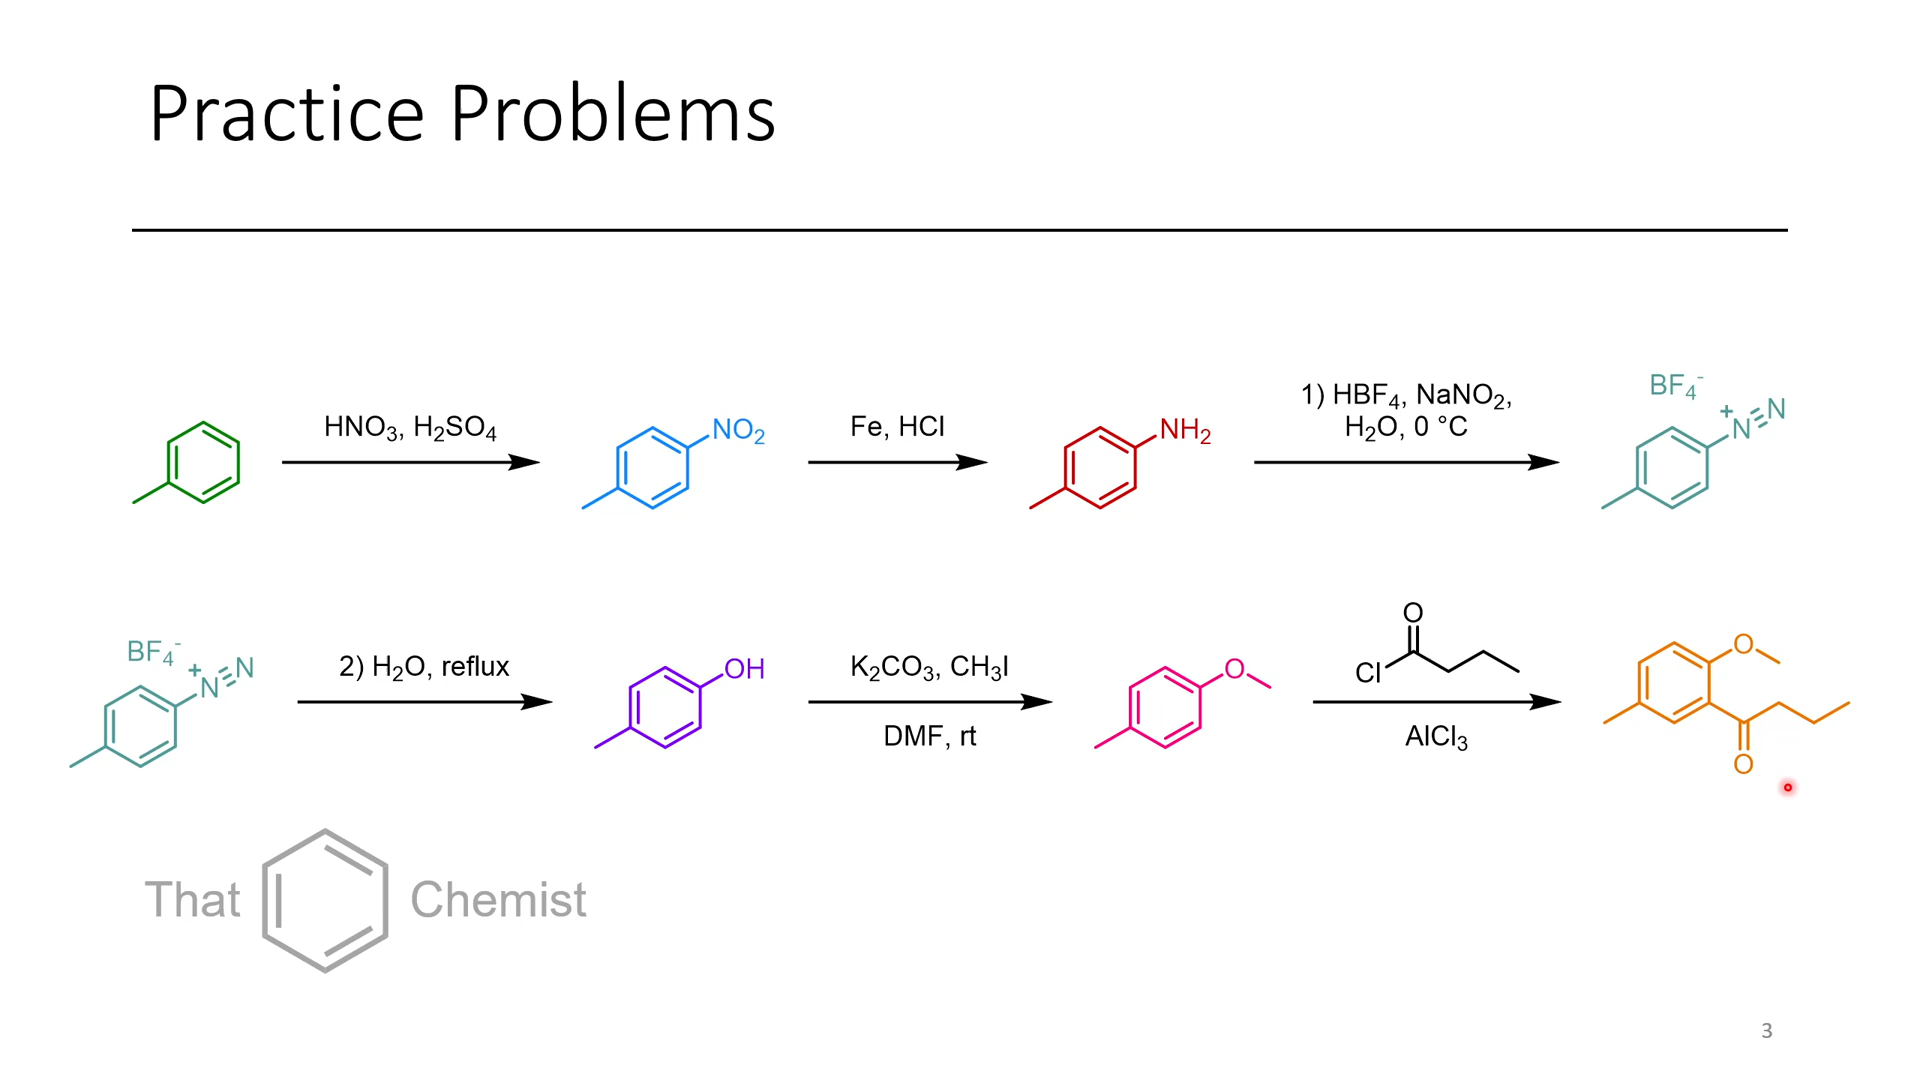 Practice Problems
HNO₃, H₂SO₄
NO₂
Fe, HCl
NH₂
1) HBF₄, NaNO₂,
H₂O, 0 °C
BF₄⁻
N⁺≡N
BF₄⁻
N⁺≡N
2) H₂O, reflux
OH
K₂CO₃, CH₃I
DMF, rt
O
O
Cl
AlCl₃
O
O
That Chemist
3